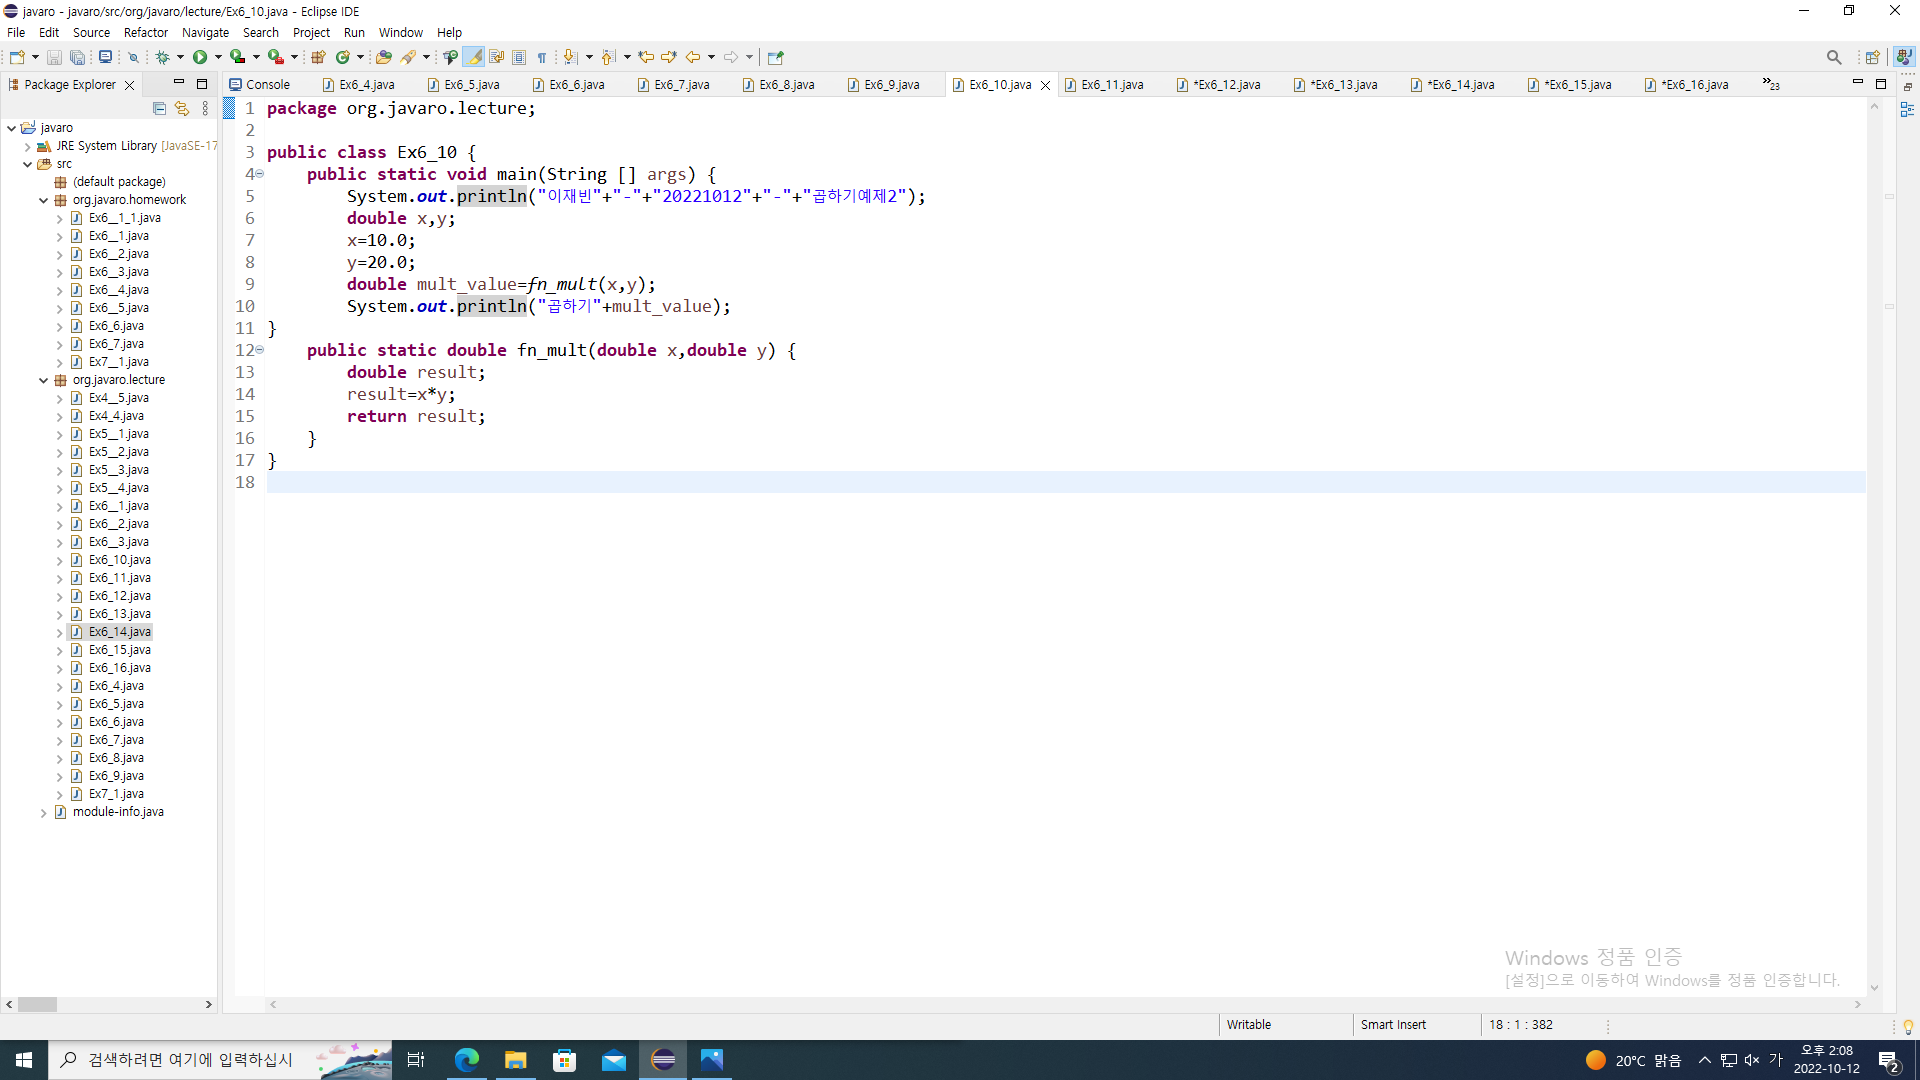 javaro - javaro/src/org/javaro/lecture/Ex6_10.java - Eclipse IDE
File Edit Source Refactor Navigate Search Project Run Window Help
Package Explorer
Console Ex6_4.java Ex6_5.java Ex6_6.java Ex6_7.java Ex6_8.java Ex6_9.java Ex6_10.java Ex6_11.java *Ex6_12.java *Ex6_13.java *Ex6_14.java *Ex6_15.java *Ex6_16.java »23
javaro
JRE System Library [JavaSE-17
src
(default package)
org.javaro.homework
Ex6__1_1.java
Ex6__1.java
Ex6__2.java
Ex6__3.java
Ex6__4.java
Ex6__5.java
Ex6_6.java
Ex6_7.java
Ex7__1.java
org.javaro.lecture
Ex4__5.java
Ex4_4.java
Ex5__1.java
Ex5__2.java
Ex5__3.java
Ex5__4.java
Ex6__1.java
Ex6__2.java
Ex6__3.java
Ex6_10.java
Ex6_11.java
Ex6_12.java
Ex6_13.java
Ex6_14.java
Ex6_15.java
Ex6_16.java
Ex6_4.java
Ex6_5.java
Ex6_6.java
Ex6_7.java
Ex6_8.java
Ex6_9.java
Ex7_1.java
module-info.java
1 package org.javaro.lecture;
2
3 public class Ex6_10 {
4 public static void main(String [] args) {
5 System.out.println("이재빈"+"-"+"20221012"+"-"+"곱하기예제2");
6 double x,y;
7 x=10.0;
8 y=20.0;
9 double mult_value=fn_mult(x,y);
10 System.out.println("곱하기"+mult_value);
11 }
12 public static double fn_mult(double x,double y) {
13 double result;
14 result=x*y;
15 return result;
16 }
17 }
18
Windows 정품 인증
[설정]으로 이동하여 Windows를 정품 인증합니다.
Writable Smart Insert 18 : 1 : 382
검색하려면 여기에 입력하십시
20°C 맑음 가 오후 2:08
2022-10-12 2